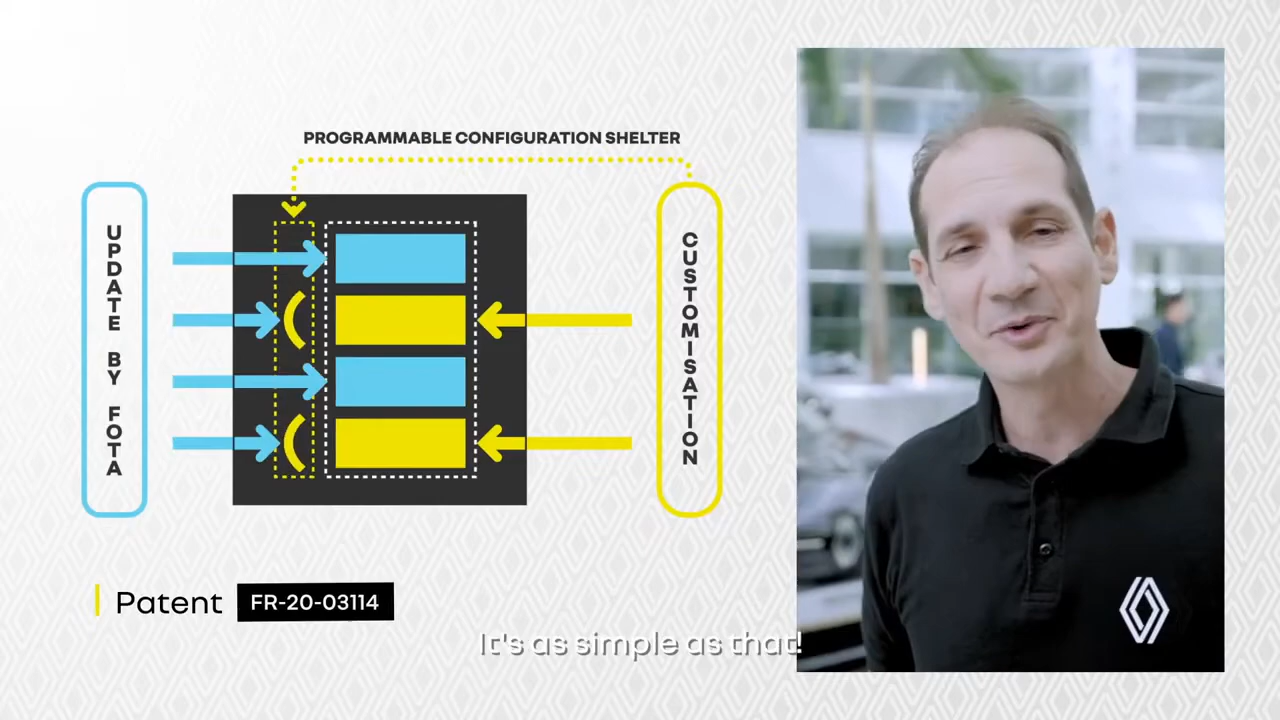 PROGRAMMABLE CONFIGURATION SHELTER
UPDATE BY FOTA
CUSTOMISATION
Patent FR-20-03114
It's as simple as that!